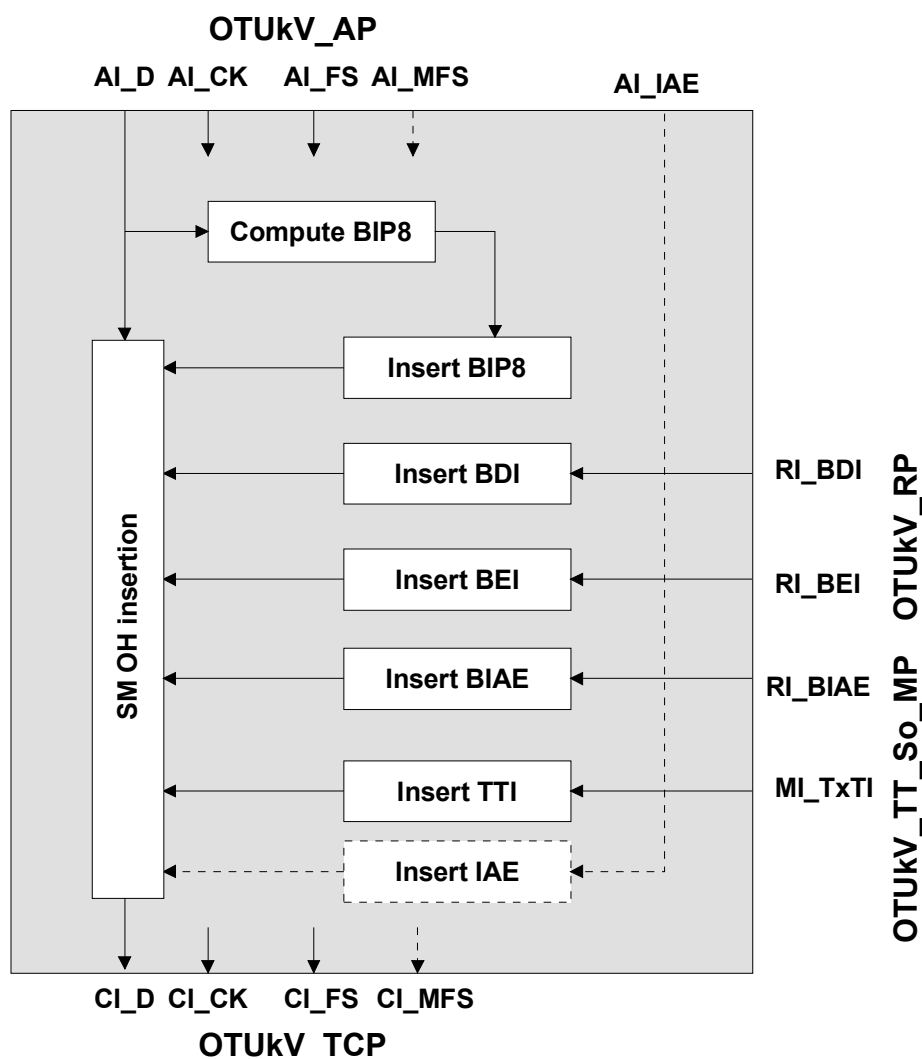 OTUkV_AP
AI_D AI_CK AI_FS AI_MFS AI_IAE
Compute BIP8
Insert BIP8
Insert BDI
RI_BDI
Insert BEI
RI_BEI
Insert BIAE
RI_BIAE
Insert TTI
MI_TxTI
Insert IAE
SM OH insertion
OTUkV_RP
OTUkV_TT_So_MP
CI_D CI_CK CI_FS CI_MFS
OTUkV_TCP